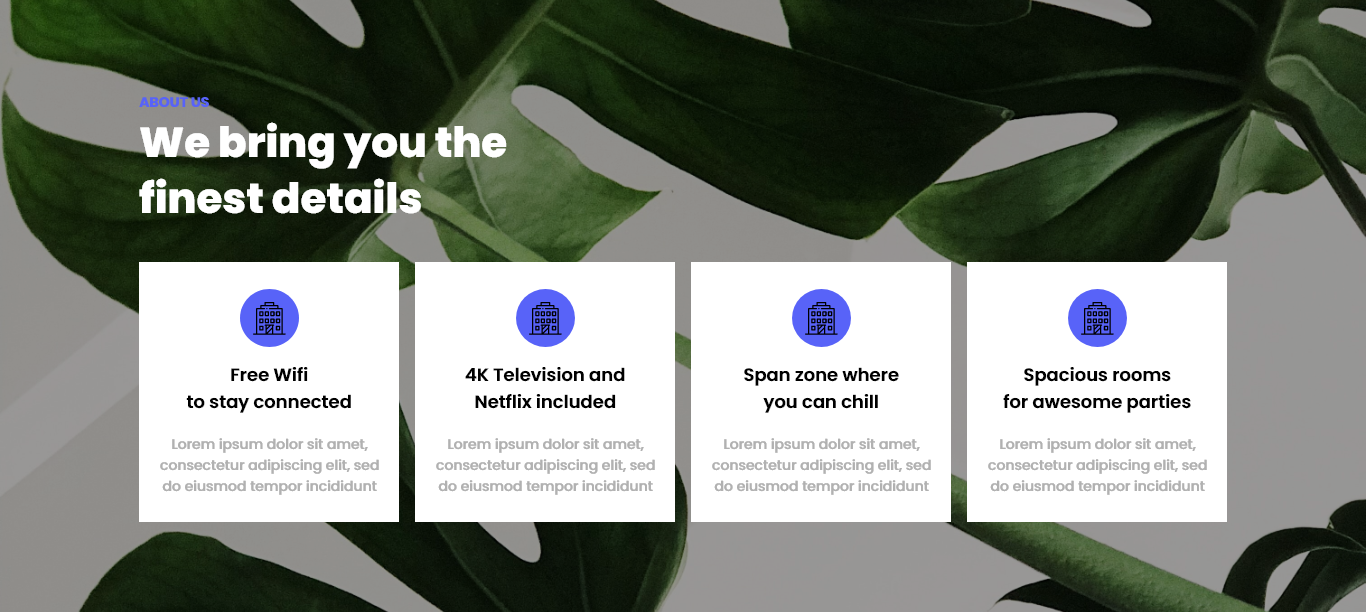 ABOUT US
We bring you the
finest details
Free Wifi
to stay connected
Lorem ipsum dolor sit amet,
consectetur adipiscing elit, sed
do eiusmod tempor incididunt
4K Television and
Netflix included
Lorem ipsum dolor sit amet,
consectetur adipiscing elit, sed
do eiusmod tempor incididunt
Span zone where
you can chill
Lorem ipsum dolor sit amet,
consectetur adipiscing elit, sed
do eiusmod tempor incididunt
Spacious rooms
for awesome parties
Lorem ipsum dolor sit amet,
consectetur adipiscing elit, sed
do eiusmod tempor incididunt